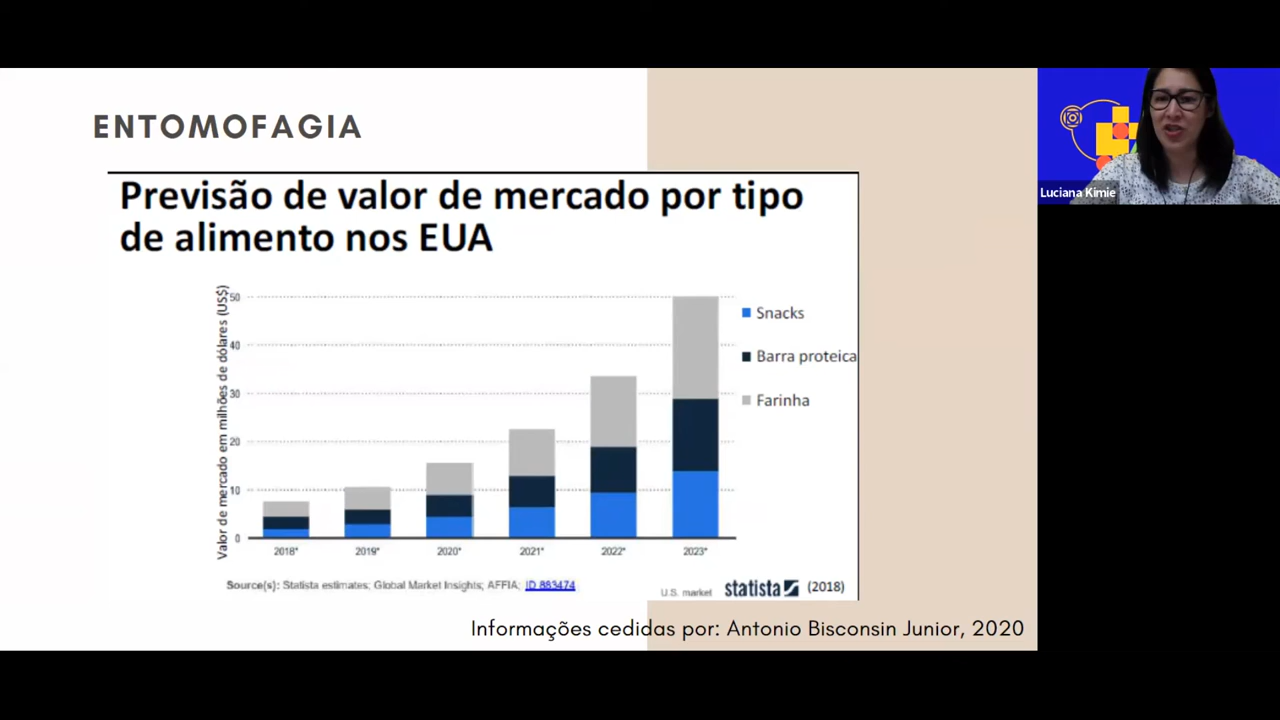 ENTOMOFAGIA
Luciana Kimie
Previsão de valor de mercado por tipo
de alimento nos EUA
Valor de mercado em milhões de dólares (US$)
50
40
30
20
10
0
2018*
2019*
2020*
2021*
2022*
2023*
Snacks
Barra proteica
Farinha
Source(s): Statista estimates; Global Market Insights; AFFIA; ID 883474
U.S. market
statista
(2018)
Informações cedidas por: Antonio Bisconsin Junior, 2020